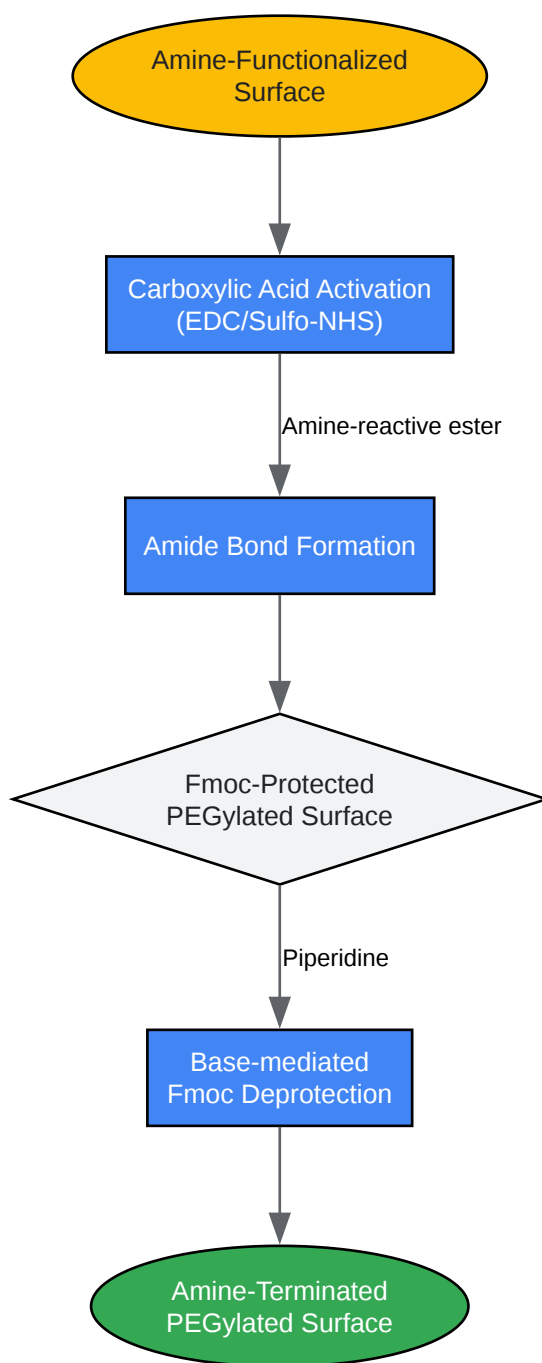 Amine-Functionalized
Surface
Carboxylic Acid Activation
(EDC/Sulfo-NHS)
Amine-reactive ester
Amide Bond Formation
Fmoc-Protected
PEGylated Surface
Piperidine
Base-mediated
Fmoc Deprotection
Amine-Terminated
PEGylated Surface